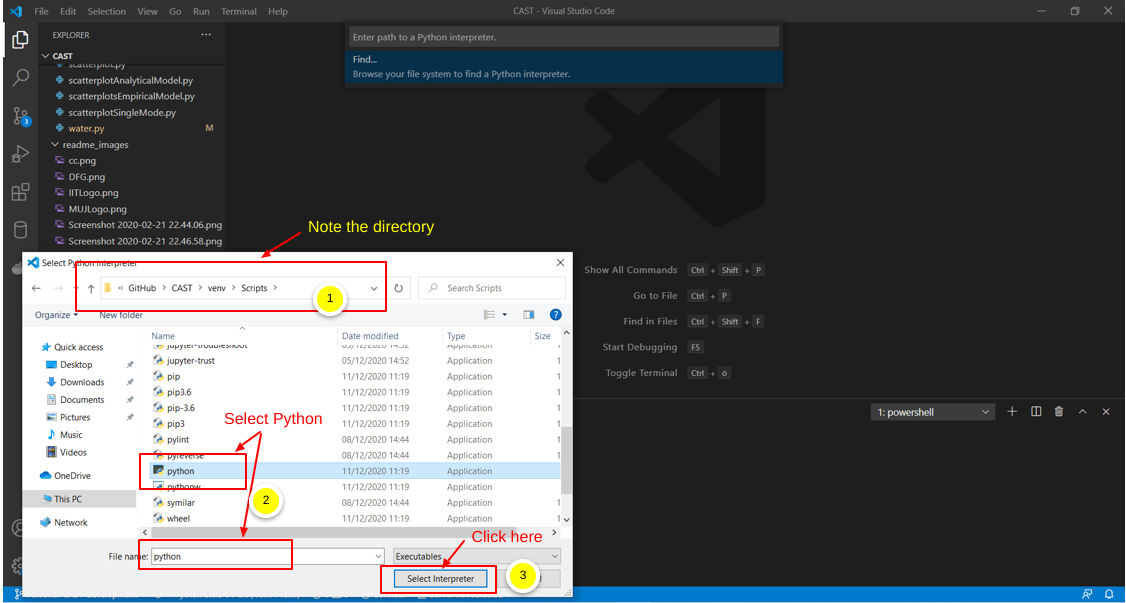 File Edit Selection View Go Run Terminal Help
CAST - Visual Studio Code
EXPLORER
CAST
scatterplot.py
scatterplotAnalyticalModel.py
scatterplotsEmpiricalModel.py
scatterplotSingleMode.py
water.py M
readme_images
cc.png
DFG.png
IITLogo.png
MUJLogo.png
Screenshot 2020-02-21 22.44.06.png
Screenshot 2020-02-21 22.46.58.png
3
Enter path to a Python interpreter.
Find...
Browse your file system to find a Python interpreter.
Note the directory
Show All Commands Ctrl + Shift + P
Go to File Ctrl + P
Find in Files Ctrl + Shift + F
Start Debugging F5
Toggle Terminal Ctrl + ö
1: powershell
Select Python Interpreter
« GitHub > CAST > venv > Scripts >
Search Scripts
1
Organize New folder
Name Date modified Type Size
jupyter-troubleshoot 05/12/2020 14:52 Application 1
jupyter-trust 05/12/2020 14:52 Application 1
pip 11/12/2020 11:19 Application 1
pip3.6 11/12/2020 11:19 Application 1
pip-3.6 11/12/2020 11:19 Application 1
pip3 11/12/2020 11:19 Application 1
pylint 08/12/2020 14:44 Application 1
pyreverse 08/12/2020 14:44 Application 1
python 11/12/2020 11:19 Application
pythonw 11/12/2020 11:19 Application
symilar 08/12/2020 14:44 Application 1
wheel 11/12/2020 11:19 Application 1
Quick access
Desktop
Downloads
Documents
Pictures
Music
Videos
OneDrive
This PC
Network
Select Python
2
Click here
File name: python
Executables
Select Interpreter
3